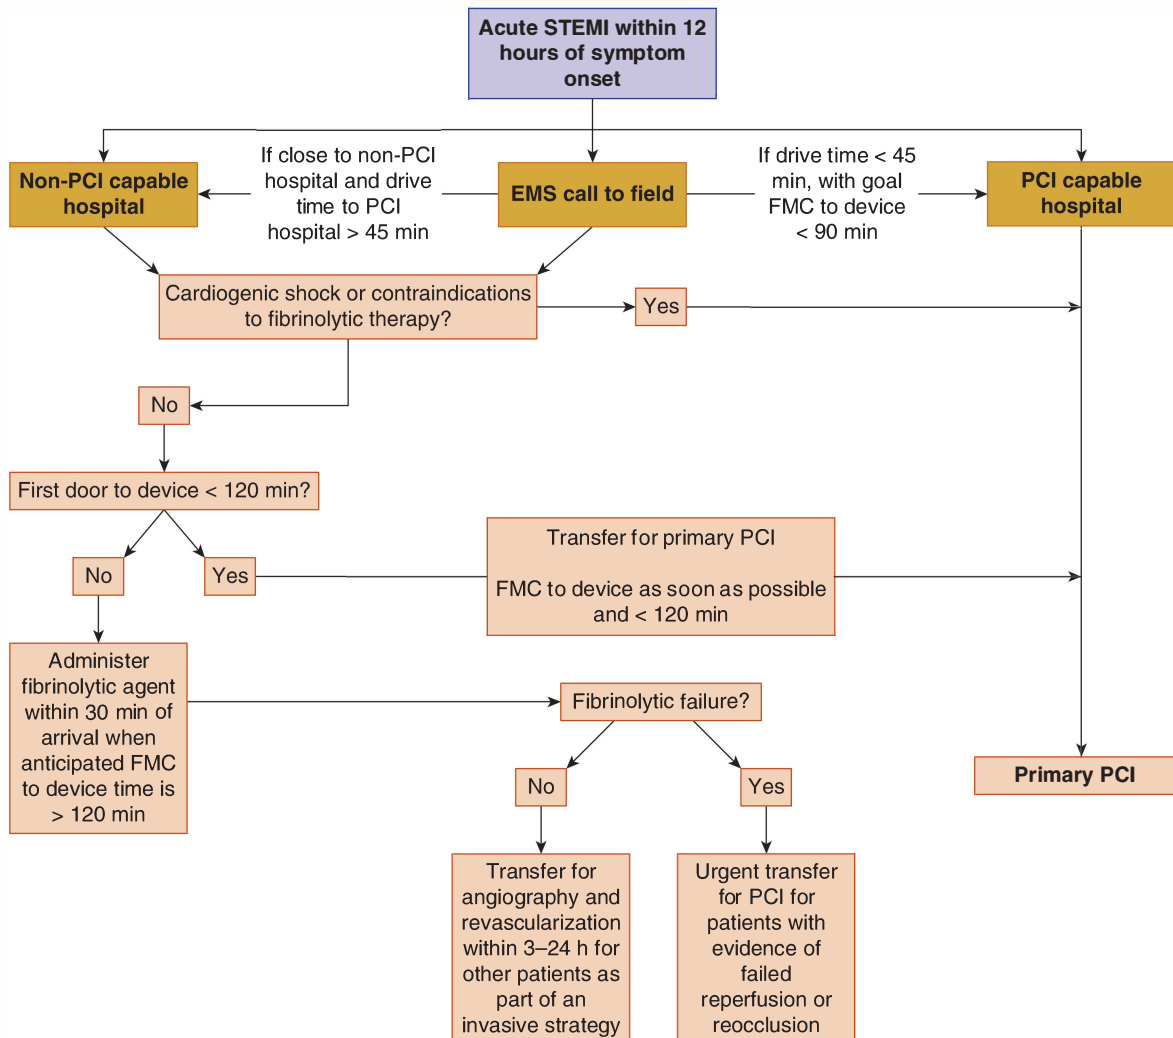 Acute STEMI within 12
hours of symptom
onset
Non-PCI capable
hospital
If close to non-PCI
hospital and drive
time to PCI
hospital > 45 min
EMS call to field
If drive time < 45
min, with goal
FMC to device
< 90 min
PCI capable
hospital
Cardiogenic shock or contraindications
to fibrinolytic therapy?
Yes
No
First door to device < 120 min?
No
Yes
Transfer for primary PCI
FMC to device as soon as possible
and < 120 min
Administer
fibrinolytic agent
within 30 min of
arrival when
anticipated FMC
to device time is
> 120 min
Fibrinolytic failure?
Primary PCI
No
Yes
Transfer for
angiography and
revascularization
within 3–24 h for
other patients as
part of an
invasive strategy
Urgent transfer
for PCI for
patients with
evidence of
failed
reperfusion or
reocclusion